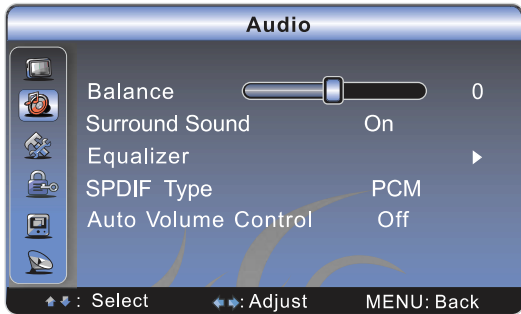 Audio
Balance 0
Surround Sound On
Equalizer
SPDIF Type PCM
Auto Volume Control Off
: Select : Adjust MENU: Back